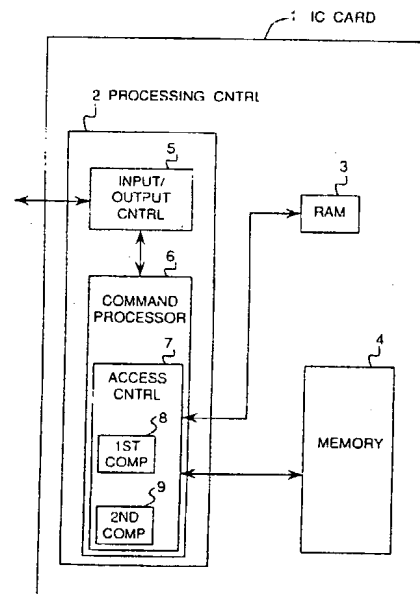 1 IC CARD
2 PROCESSING CNTRL
5
INPUT/
OUTPUT
CNTRL
3
RAM
6
COMMAND
PROCESSOR
7
ACCESS
CNTRL
8
1ST
COMP
9
2ND
COMP
4
MEMORY